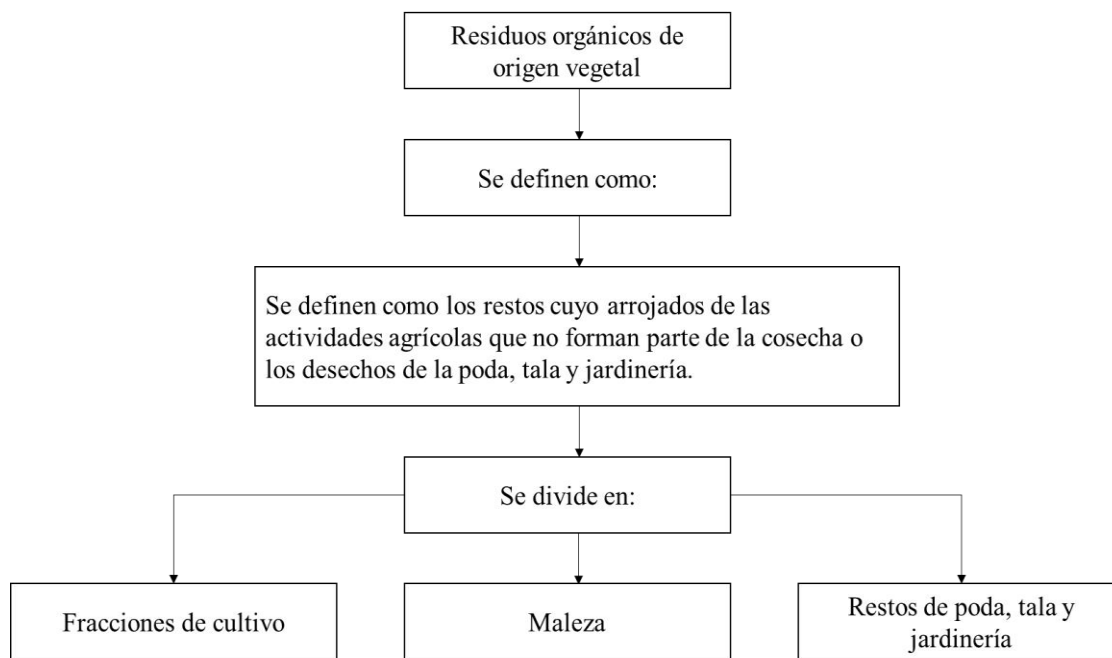 Residuos orgánicos de
origen vegetal
Se definen como:
Se definen como los restos cuyo arrojados de las
actividades agrícolas que no forman parte de la cosecha o
los desechos de la poda, tala y jardinería.
Se divide en:
Fracciones de cultivo
Maleza
Restos de poda, tala y
jardinería